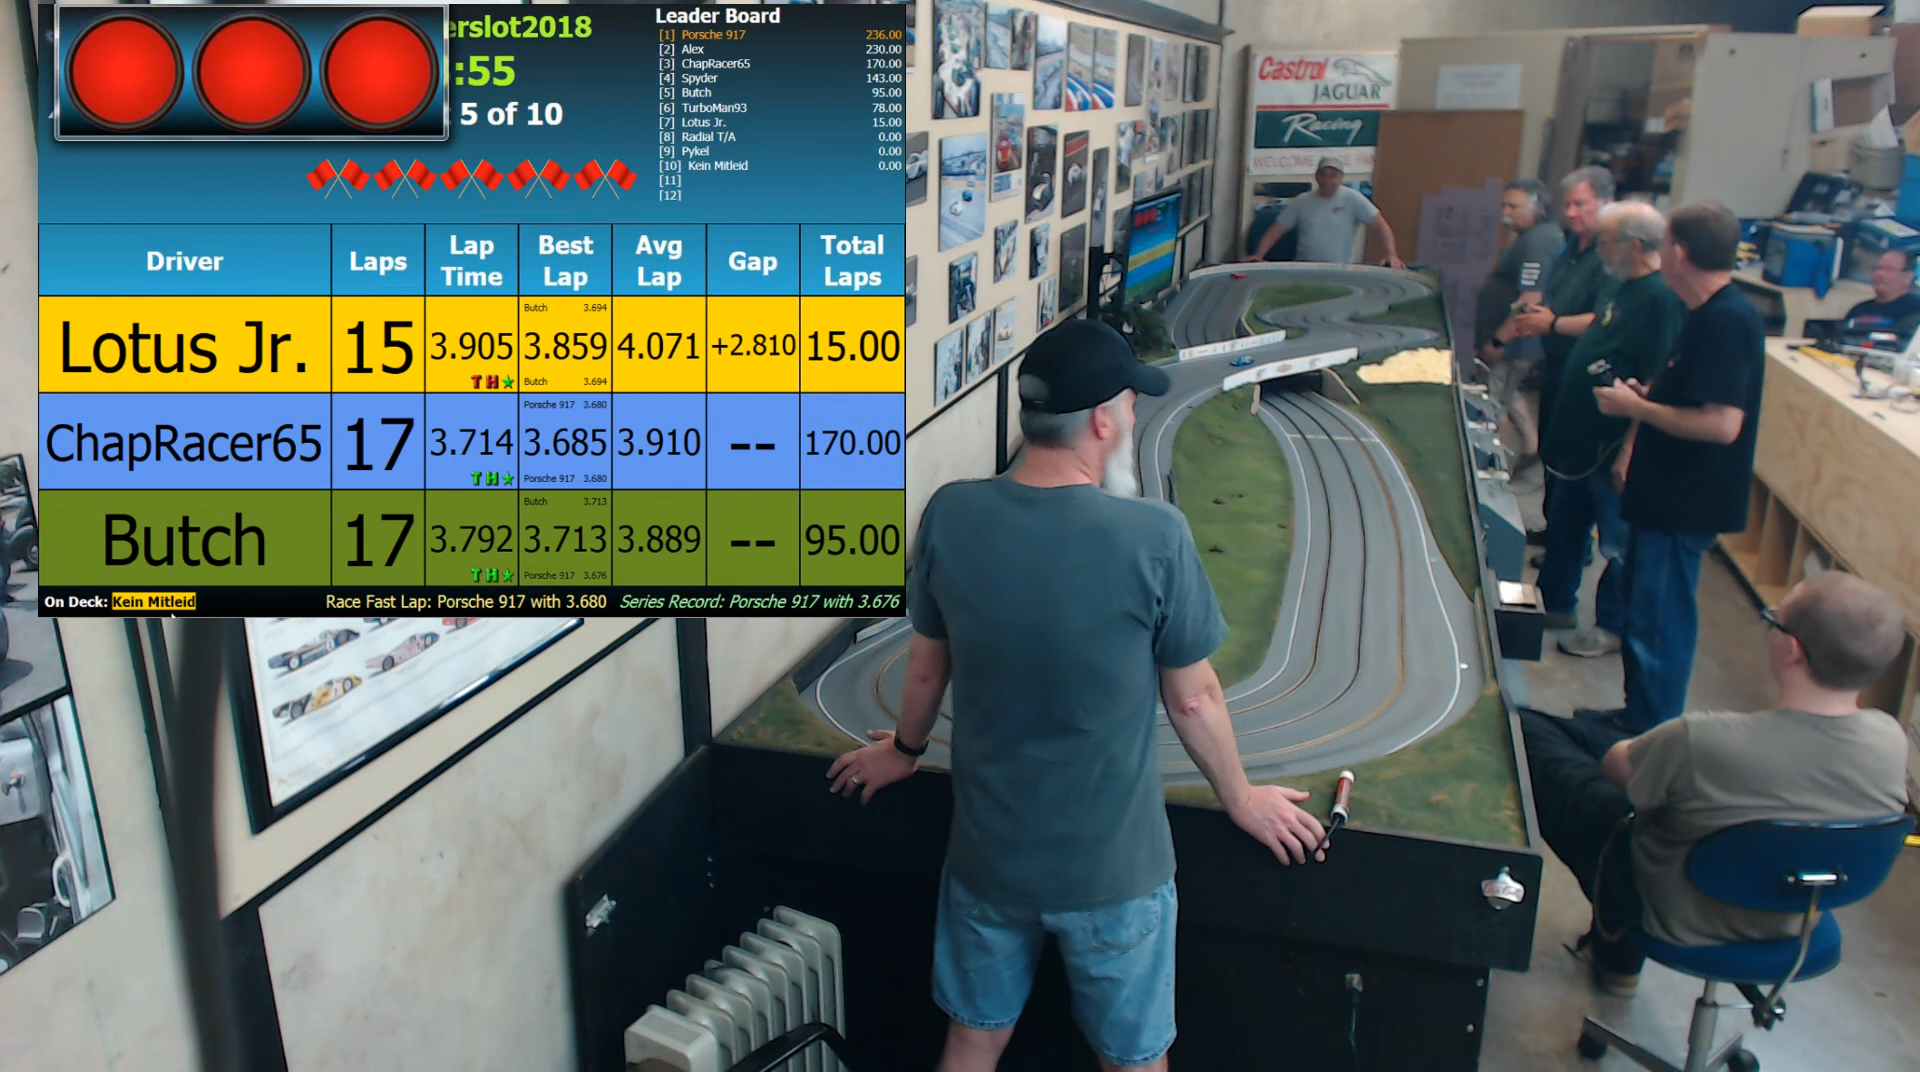 erslot2018
:55
5 of 10
Leader Board
[1] Porsche 917 236.00
[2] Alex 230.00
[3] ChapRacer65 170.00
[4] Spyder 143.00
[5] Butch 95.00
[6] TurboMan93 78.00
[7] Lotus Jr. 15.00
[8] Radial T/A 0.00
[9] Pykel 0.00
[10] Kein Mitleid 0.00
[11]
[12]
Driver Laps Lap Time Best Lap Avg Lap Gap Total Laps
Butch 3.694
Lotus Jr. 15 3.905 3.859 4.071 +2.810 15.00
T H Butch 3.694
Porsche 917 3.680
ChapRacer65 17 3.714 3.685 3.910 -- 170.00
T H Porsche 917 3.680
Butch 3.713
Butch 17 3.792 3.713 3.889 -- 95.00
T H Porsche 917 3.676
On Deck: Kein Mitleid Race Fast Lap: Porsche 917 with 3.680 Series Record: Porsche 917 with 3.676
Castrol
JAGUAR
Racing
WELCOME